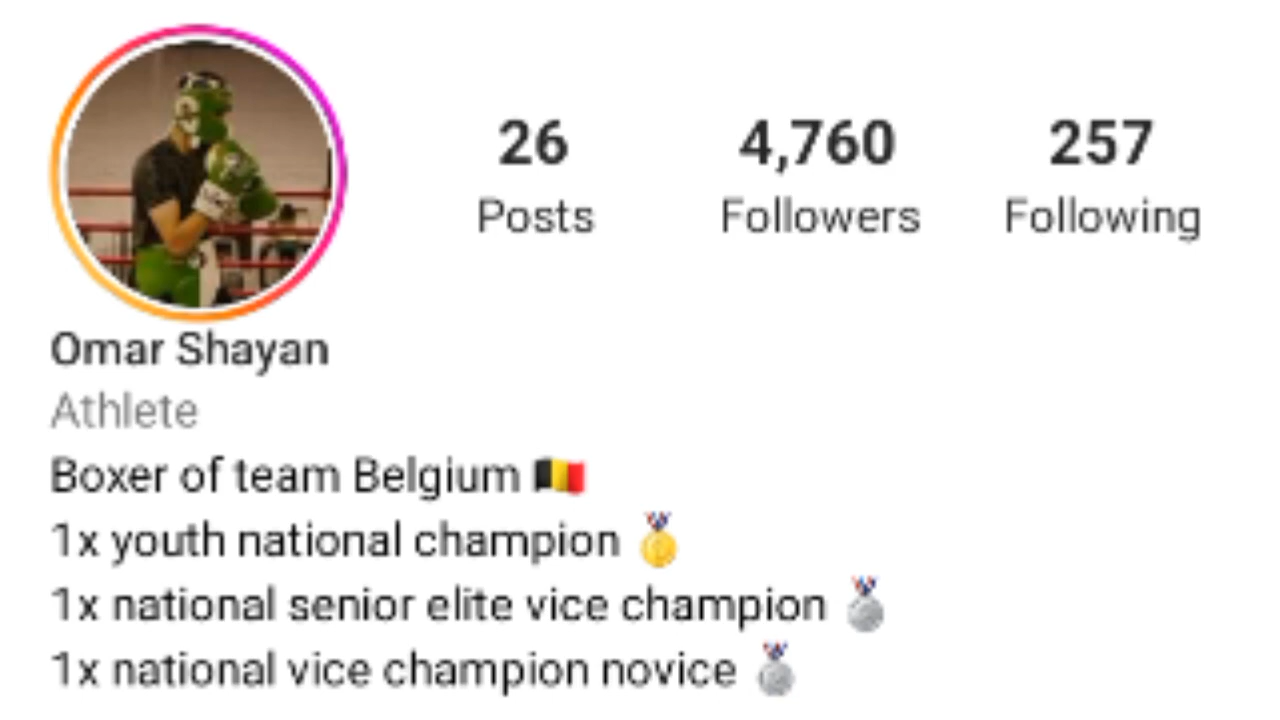 26 4,760 257
Posts Followers Following
Omar Shayan
Athlete
Boxer of team Belgium 🇧🇪
1x youth national champion 🥇
1x national senior elite vice champion 🥈
1x national vice champion novice 🥈